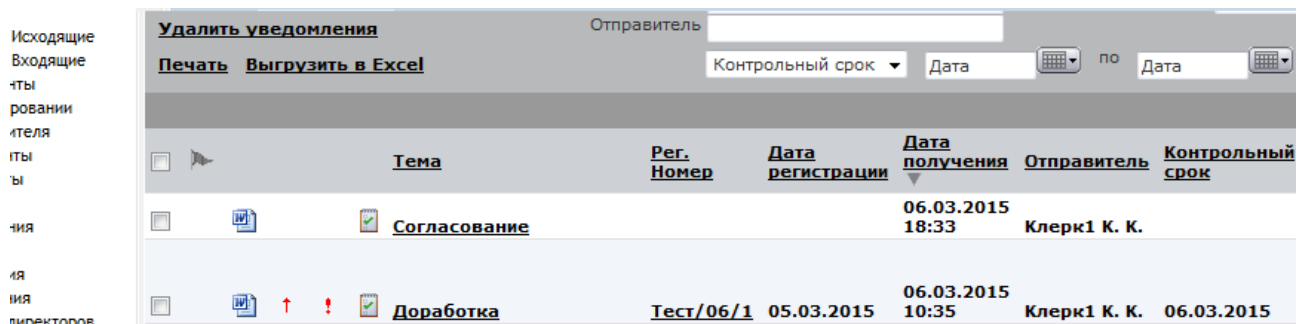 Исходящие
Входящие
нты
ровании
ителя
нты
ты
ния
ия
ния
директоров
Удалить уведомления
Отправитель
Печать Выгрузить в Excel
Контрольный срок Дата по Дата
Тема
Рег. Номер
Дата регистрации
Дата получения
Отправитель
Контрольный срок
Согласование
06.03.2015 18:33
Клерк1 К. К.
Доработка
Тест/06/1
05.03.2015
06.03.2015 10:35
Клерк1 К. К.
06.03.2015